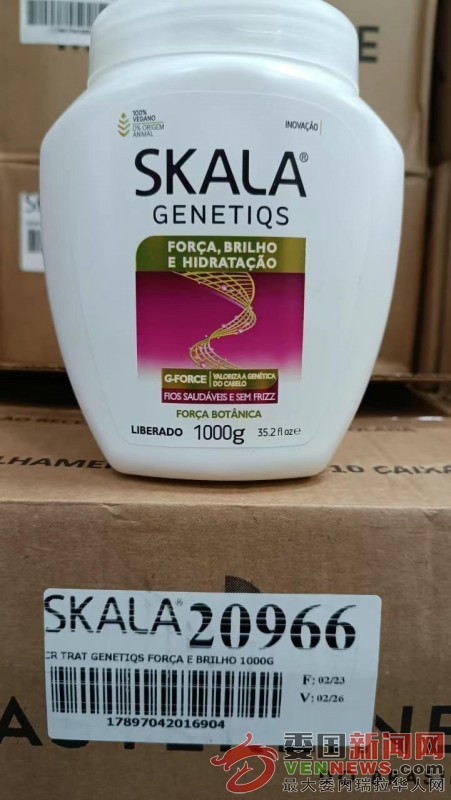 100%
VEGANO
0% ORIGEM
ANIMAL
INOVAÇÃO
SKALA®
GENETIQS
FORÇA, BRILHO
E HIDRATAÇÃO
G-FORCE
VALORIZA A GENÉTICA
DO CABELO
FIOS SAUDÁVEIS E SEM FRIZZ
FORÇA BOTÂNICA
LIBERADO 1000g 35.2 fl oz e
10 CAIXA
SKALA® 20966
CR TRAT GENETIQS FORÇA E BRILHO 1000G
F: 02/23
V: 02/26
17897042016904
委国新闻网
VENNEWS.com
最大委内瑞拉华人网